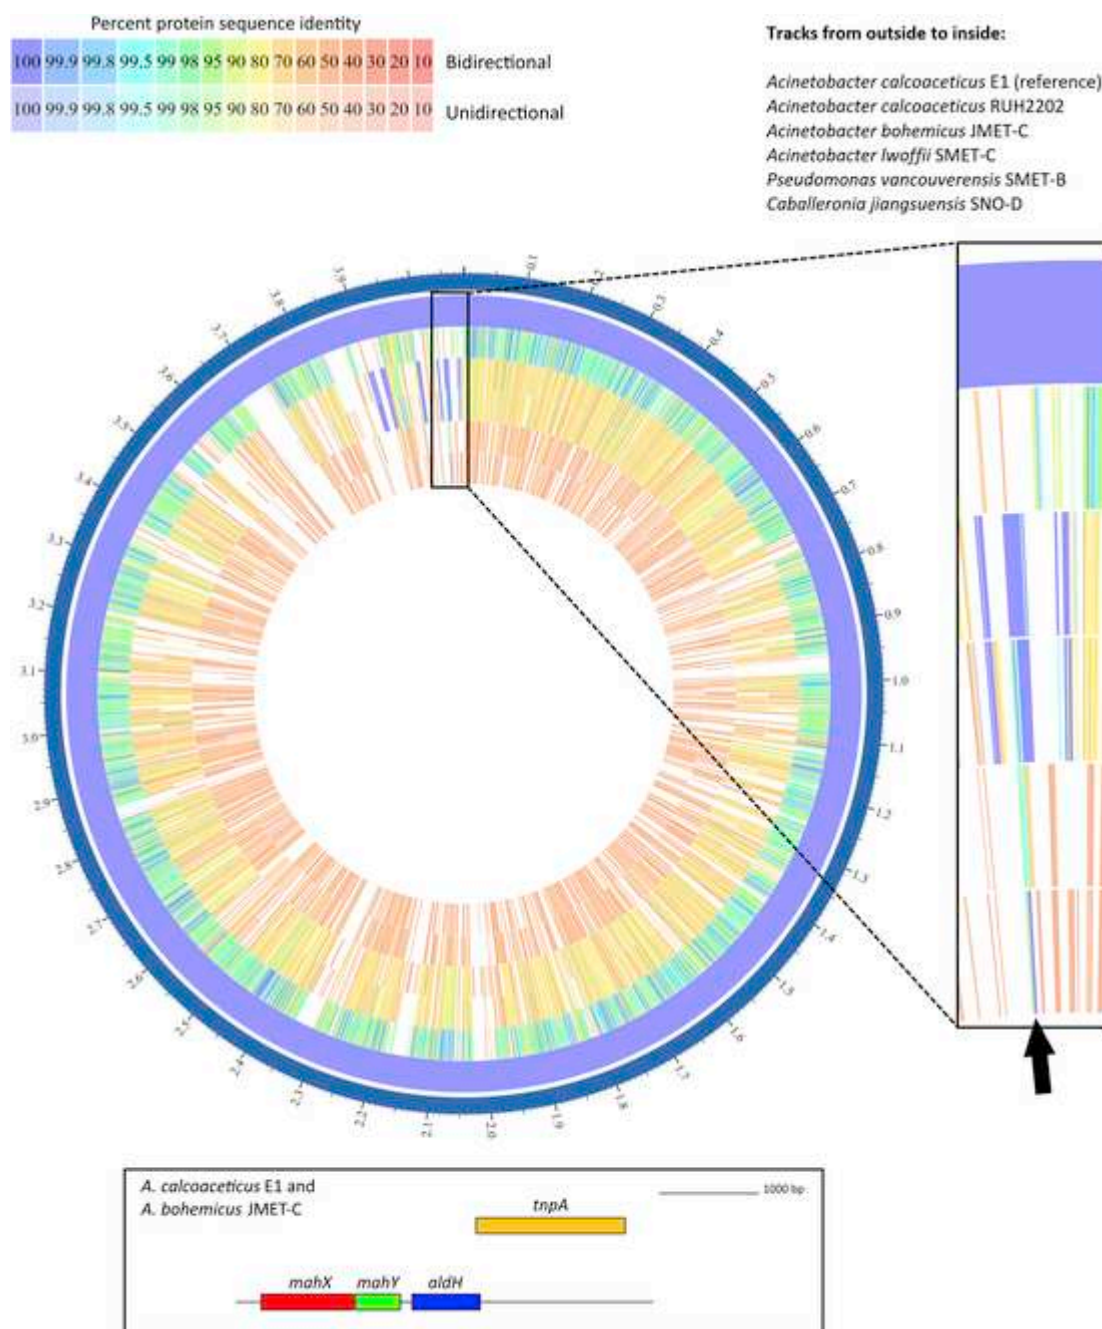 Percent protein sequence identity
100 99.9 99.8 99.5 99 98 95 90 80 70 60 50 40 30 20 10 Bidirectional
100 99.9 99.8 99.5 99 98 95 90 80 70 60 50 40 30 20 10 Unidirectional
Tracks from outside to inside:
Acinetobacter calcoaceticus E1 (reference)
Acinetobacter calcoaceticus RUH2202
Acinetobacter bohemicus JMET-C
Acinetobacter lwoffii SMET-C
Pseudomonas vancouverensis SMET-B
Caballeronia jiangsuensis SNO-D
0.1
0.2
0.3
0.4
0.5
0.6
0.7
0.8
0.9
1.0
1.1
1.2
1.3
1.4
1.5
1.6
1.7
1.8
1.9
2.0
2.1
2.2
2.3
2.4
2.5
2.6
2.7
2.8
2.9
3.0
3.1
3.2
3.3
3.4
3.5
3.6
3.7
3.8
3.9
A. calcoaceticus E1 and
A. bohemicus JMET-C
1000 bp
tnpA
mahX mahY aldH